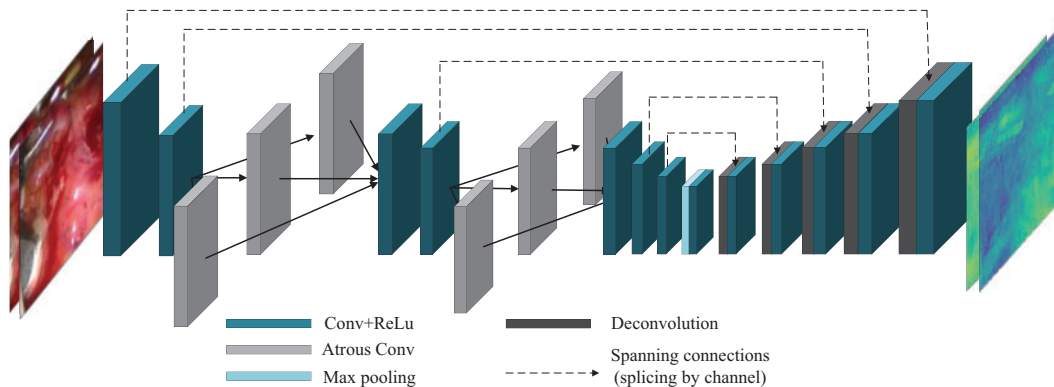 Conv+ReLu
Atrous Conv
Max pooling
Deconvolution
Spanning connections
(splicing by channel)